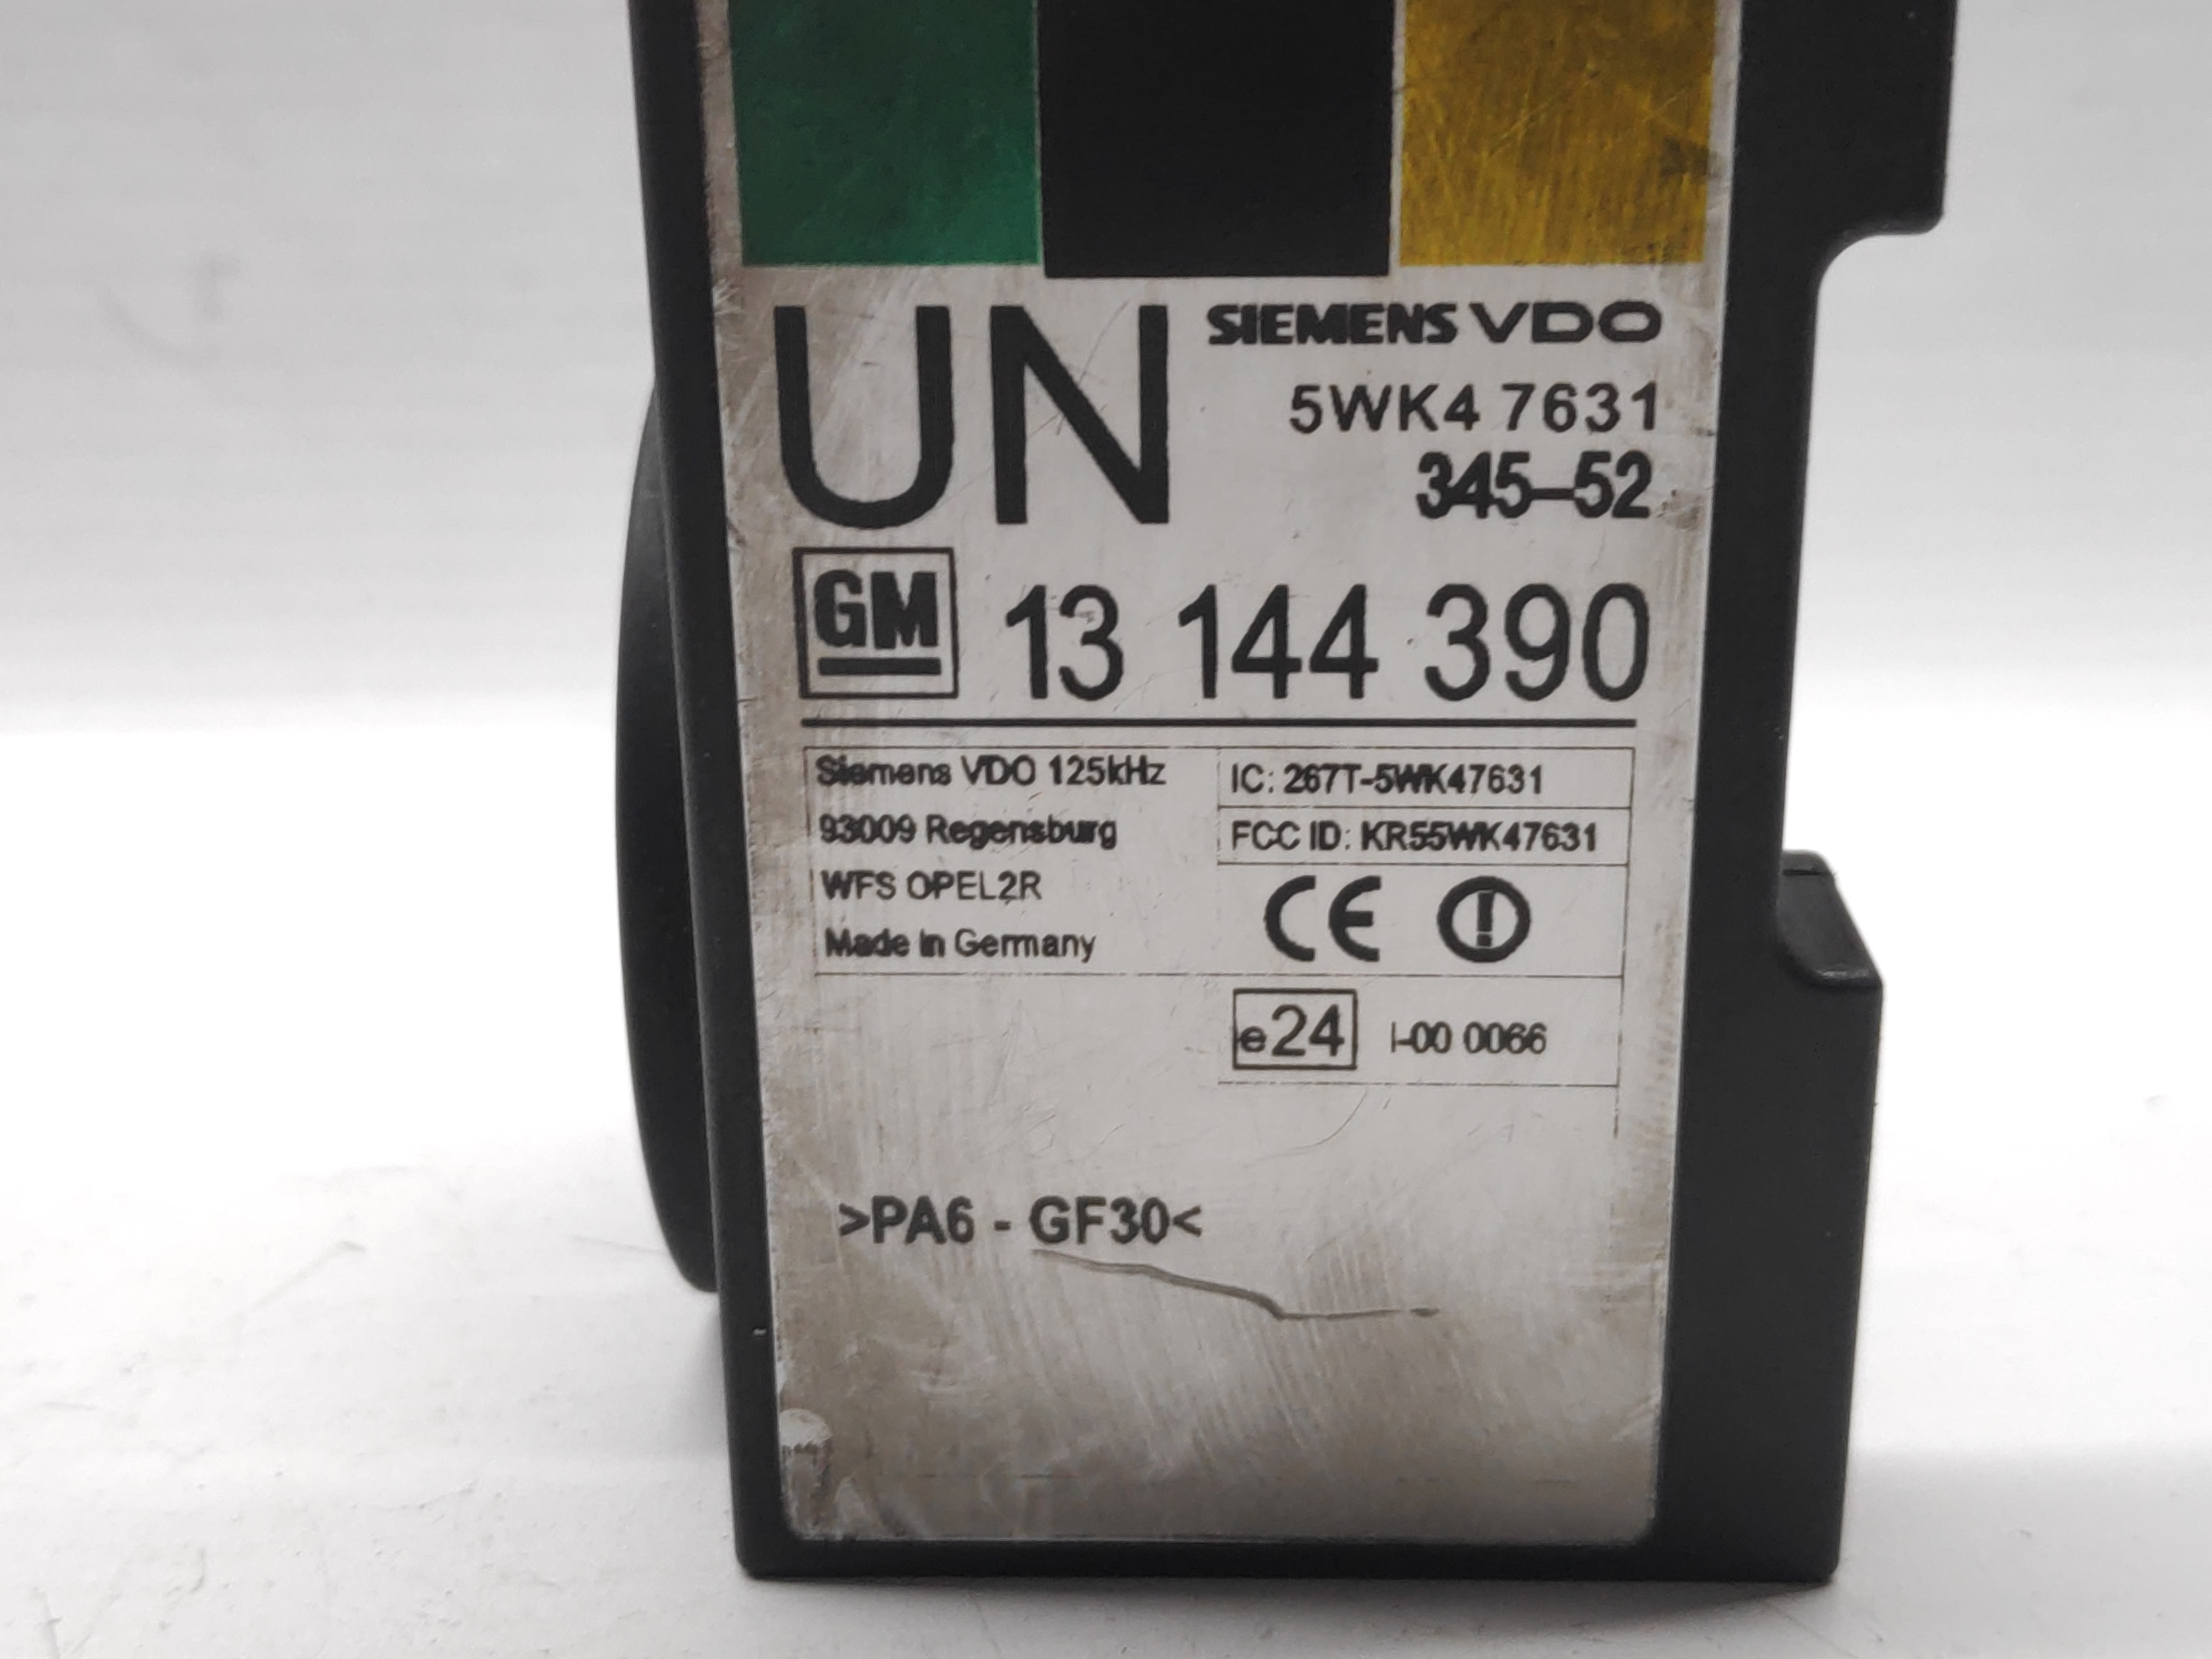 UN
SIEMENS VDO
5WK4 7631
345-52
GM 13 144 390
Siemens VDO 125kHz
93009 Regensburg
WFS OPEL2R
Made in Germany
IC: 267T-5WK47631
FCC ID: KR55WK47631
CE
e24 I-00 0066
>PA6 - GF30<